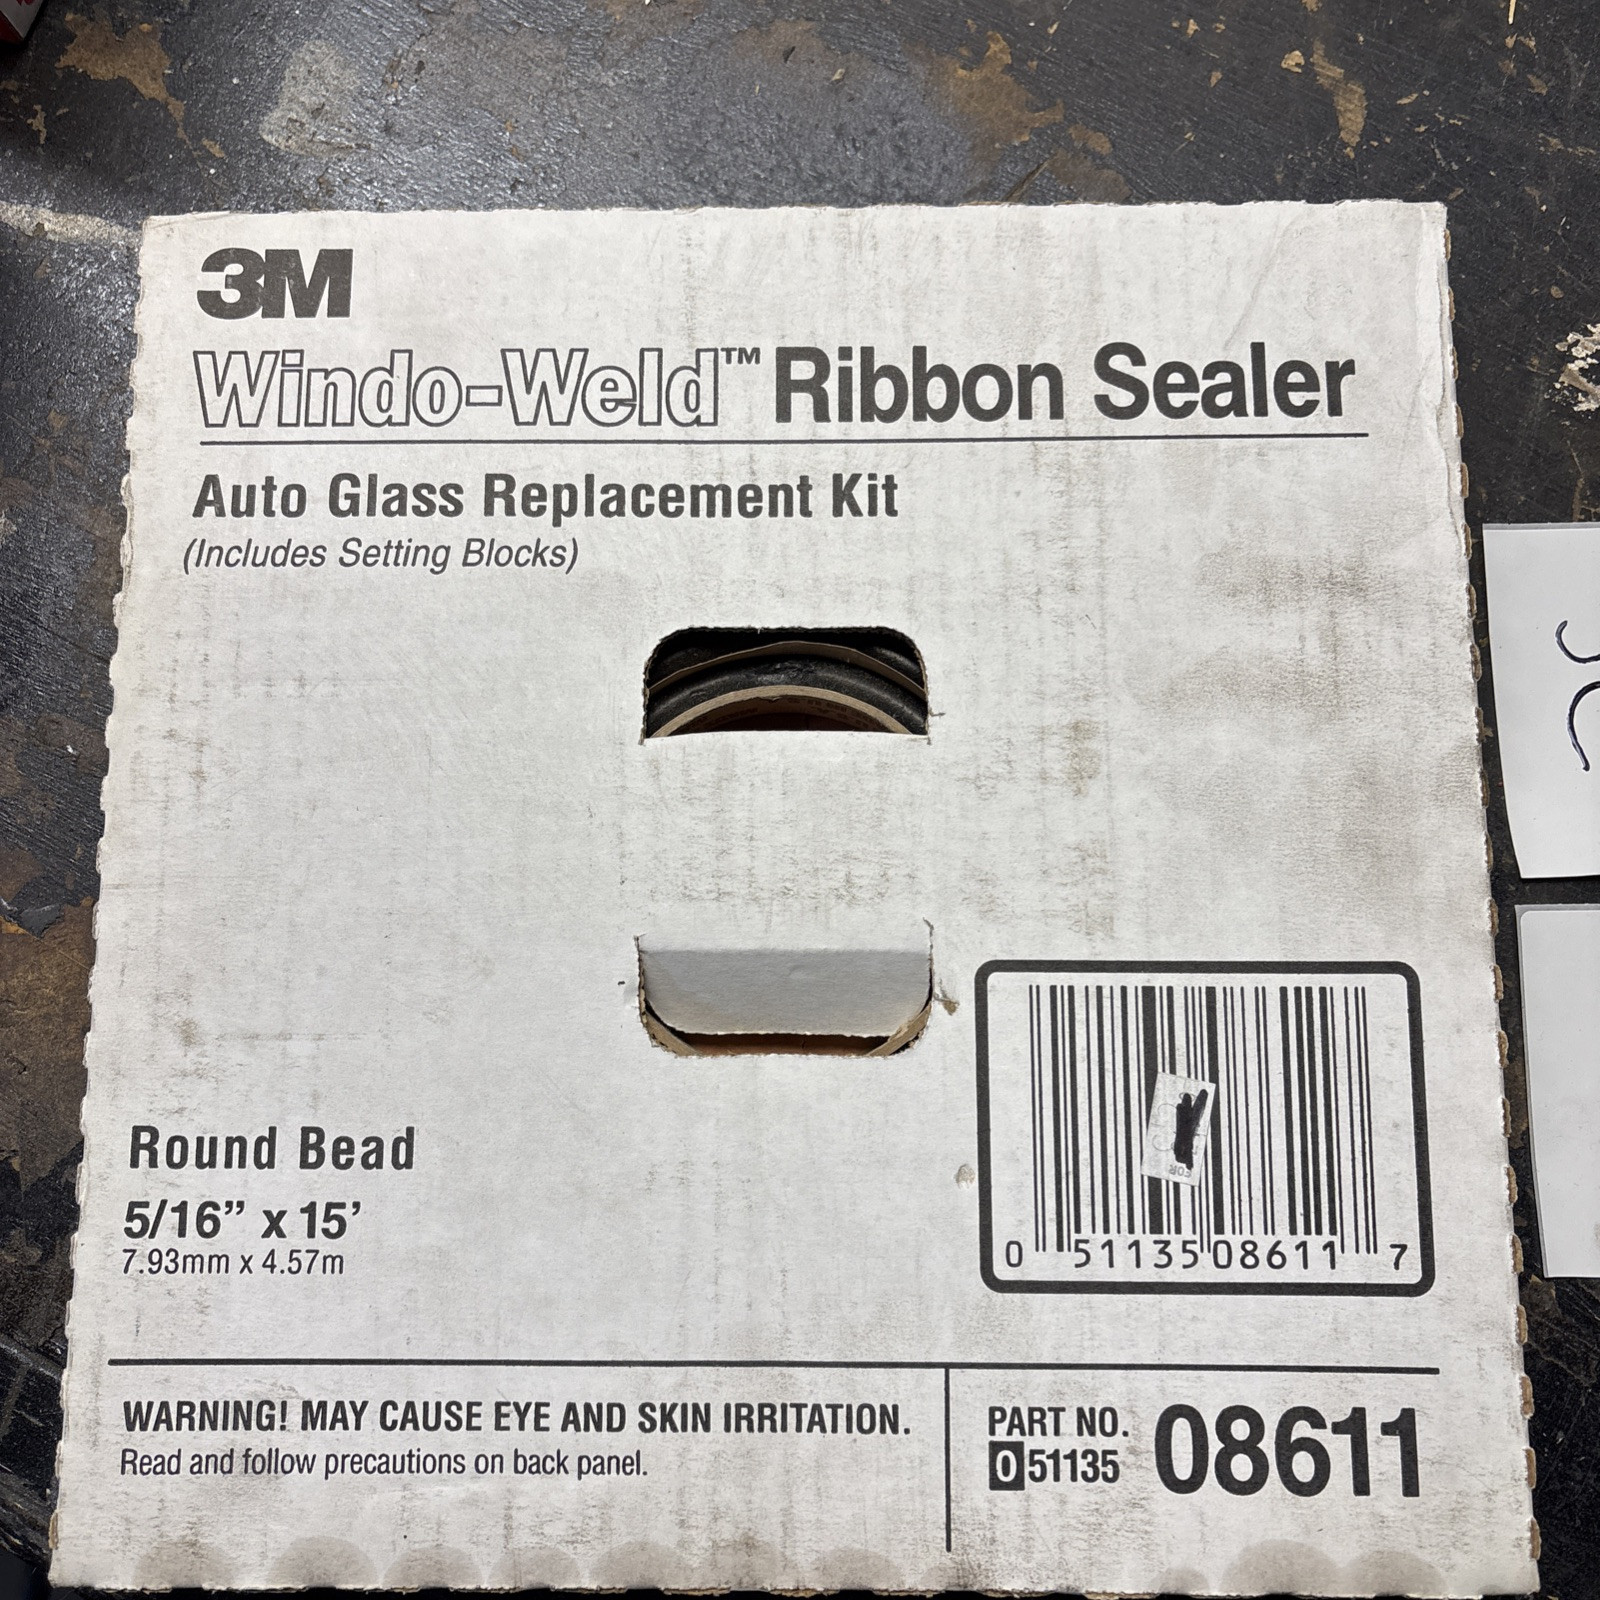 3M
Windo-Weld™ Ribbon Sealer
Auto Glass Replacement Kit
(Includes Setting Blocks)
Round Bead
5/16” x 15’
7.93mm x 4.57m
FOR
0 51135 08611 7
WARNING! MAY CAUSE EYE AND SKIN IRRITATION.
Read and follow precautions on back panel.
PART NO.
0 51135
08611